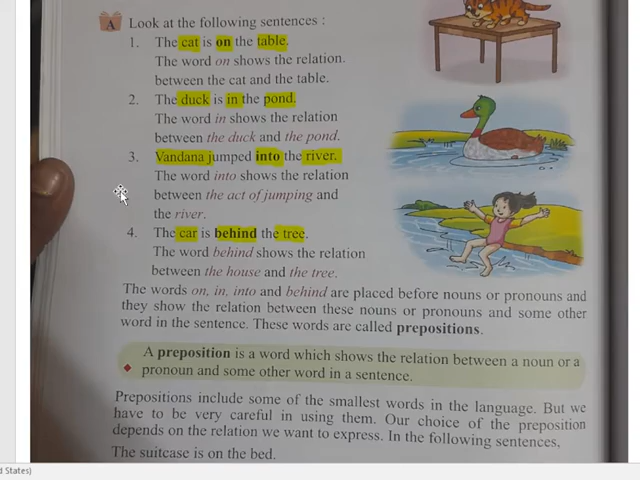 A Look at the following sentences :
1. The cat is on the table.
The word on shows the relation
between the cat and the table.
2. The duck is in the pond.
The word in shows the relation
between the duck and the pond.
3. Vandana jumped into the river.
The word into shows the relation
between the act of jumping and
the river.
4. The car is behind the tree.
The word behind shows the relation
between the house and the tree.
The words on, in, into and behind are placed before nouns or pronouns and
they show the relation between these nouns or pronouns and some other
word in the sentence. These words are called prepositions.
A preposition is a word which shows the relation between a noun or a
pronoun and some other word in a sentence.
Prepositions include some of the smallest words in the language. But we
have to be very careful in using them. Our choice of the preposition
depends on the relation we want to express. In the following sentences,
The suitcase is on the bed.
d States)